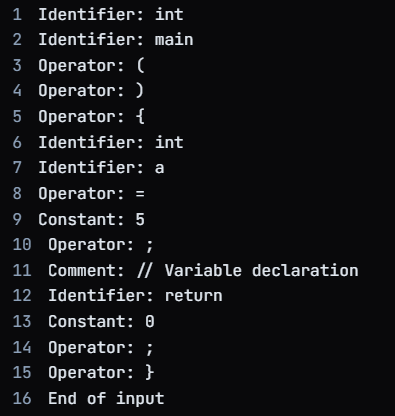 1 Identifier: int
2 Identifier: main
3 Operator: (
4 Operator: )
5 Operator: {
6 Identifier: int
7 Identifier: a
8 Operator: =
9 Constant: 5
10 Operator: ;
11 Comment: // Variable declaration
12 Identifier: return
13 Constant: 0
14 Operator: ;
15 Operator: }
16 End of input